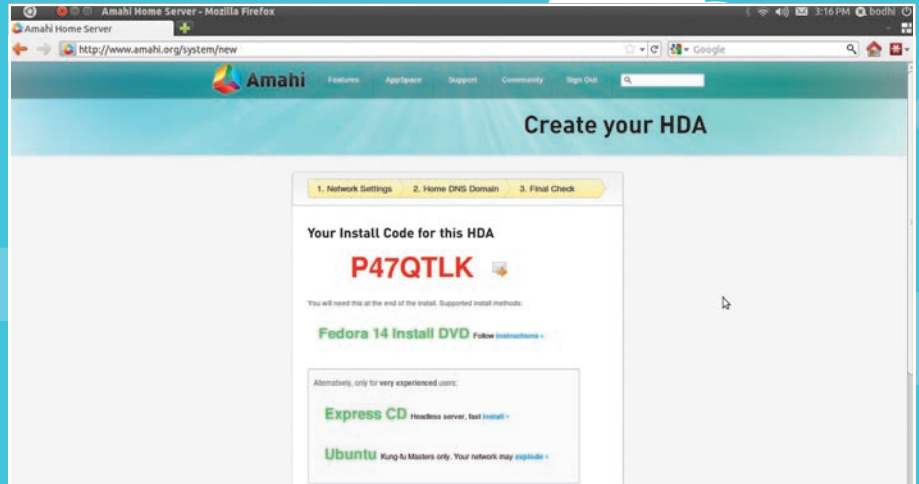 Amahi Home Server - Mozilla Firefox
3:16 PM bodhi
Amahi Home Server
http://www.amahi.org/system/new
Google
Amahi
Features AppSpace Support Community Sign Out
Create your HDA
1. Network Settings 2. Home DNS Domain 3. Final Check
Your Install Code for this HDA
P47QTLK
You will need this at the end of the install. Supported install methods:
Fedora 14 Install DVD Follow instructions »
Alternatively, only for very experienced users:
Express CD Headless server, fast install »
Ubuntu Kung-fu Masters only. Your network may explode »